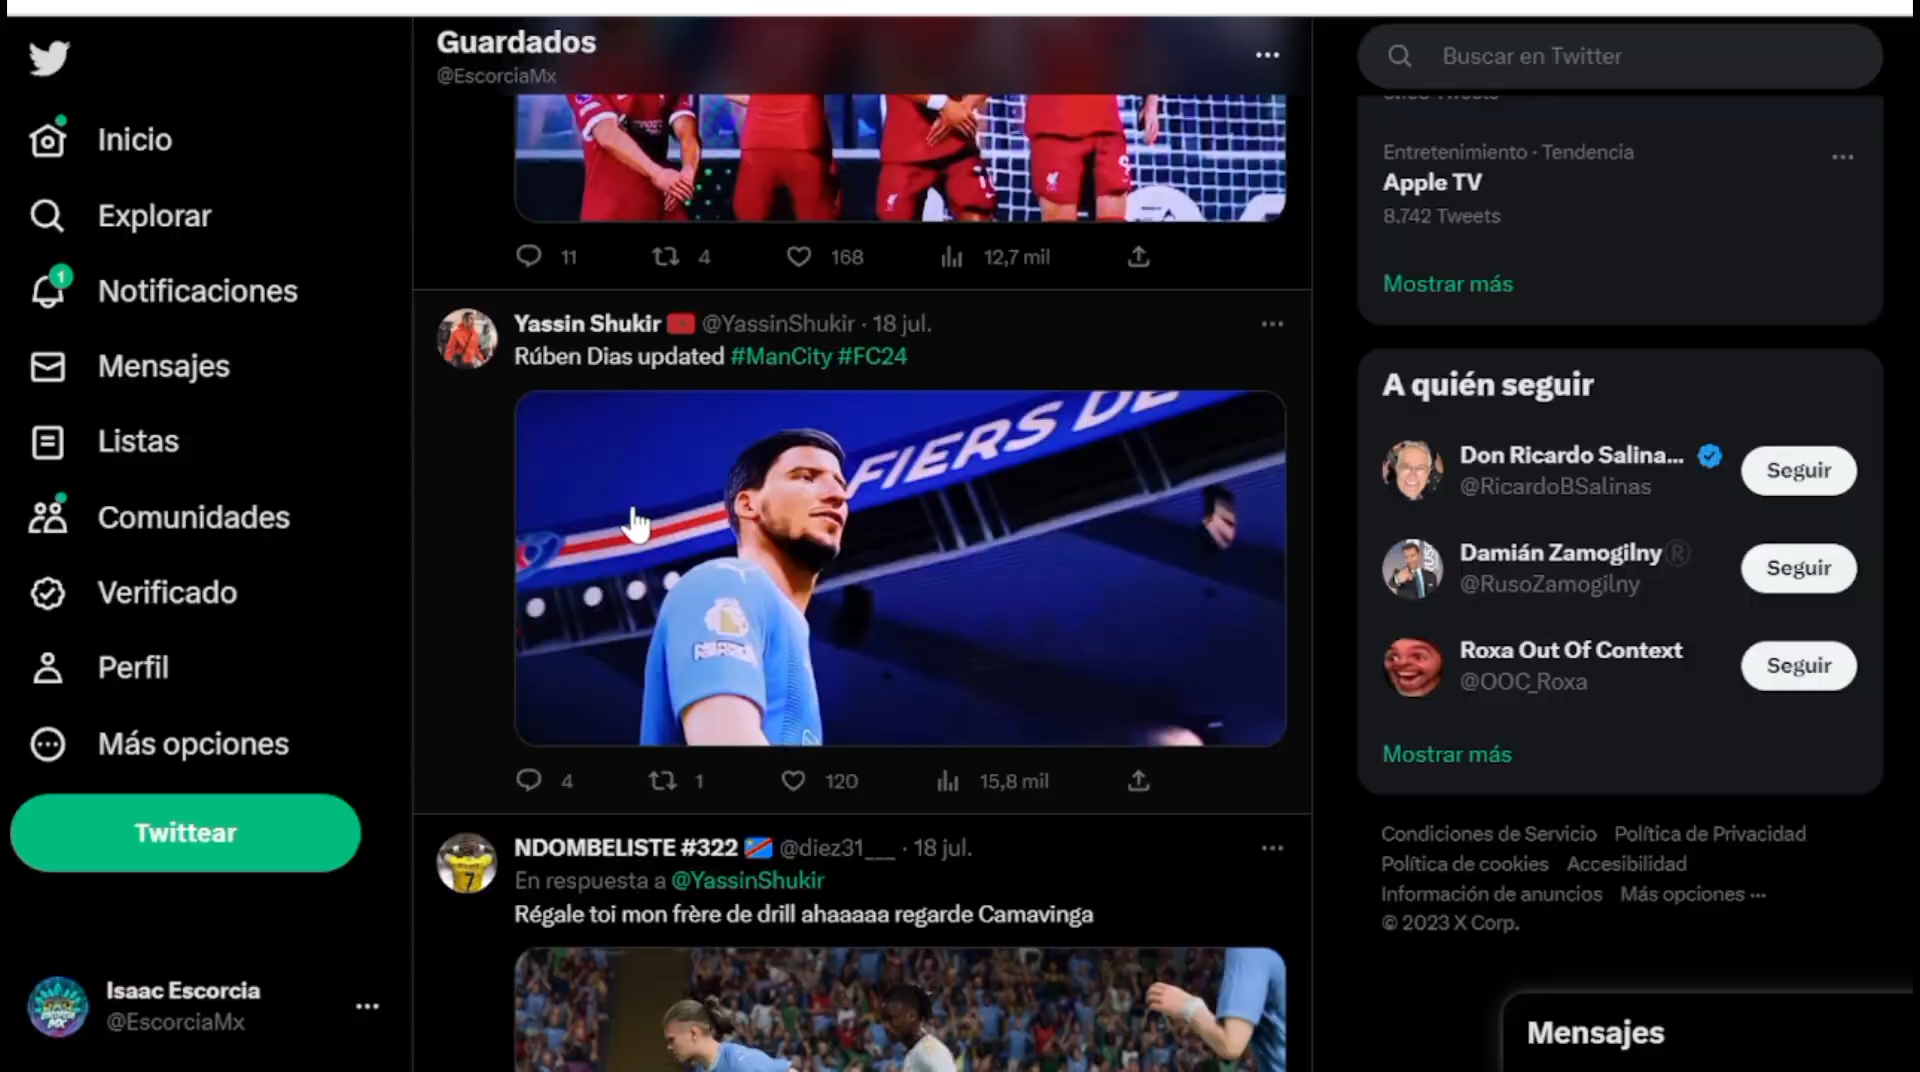 Inicio
Explorar
1
Notificaciones
Mensajes
Listas
Comunidades
Verificado
Perfil
Más opciones
Twittear
Isaac Escorcia
@EscorciaMx
Guardados
@EscorciaMx
11 4 168 12,7 mil
Yassin Shukir @YassinShukir · 18 jul.
Rúben Dias updated #ManCity #FC24
FIERS DE
4 1 120 15,8 mil
NDOMBELISTE #322 @diez31___ · 18 jul.
En respuesta a @YassinShukir
Régale toi mon frère de drill ahaaaaa regarde Camavinga
7
Buscar en Twitter
Entretenimiento · Tendencia
Apple TV
8.742 Tweets
Mostrar más
A quién seguir
Don Ricardo Salina...
@RicardoBSalinas
Seguir
Damián Zamogilny®
@RusoZamogilny
Seguir
Roxa Out Of Context
@OOC_Roxa
Seguir
Mostrar más
Condiciones de Servicio Política de Privacidad
Política de cookies Accesibilidad
Información de anuncios Más opciones ···
© 2023 X Corp.
Mensajes